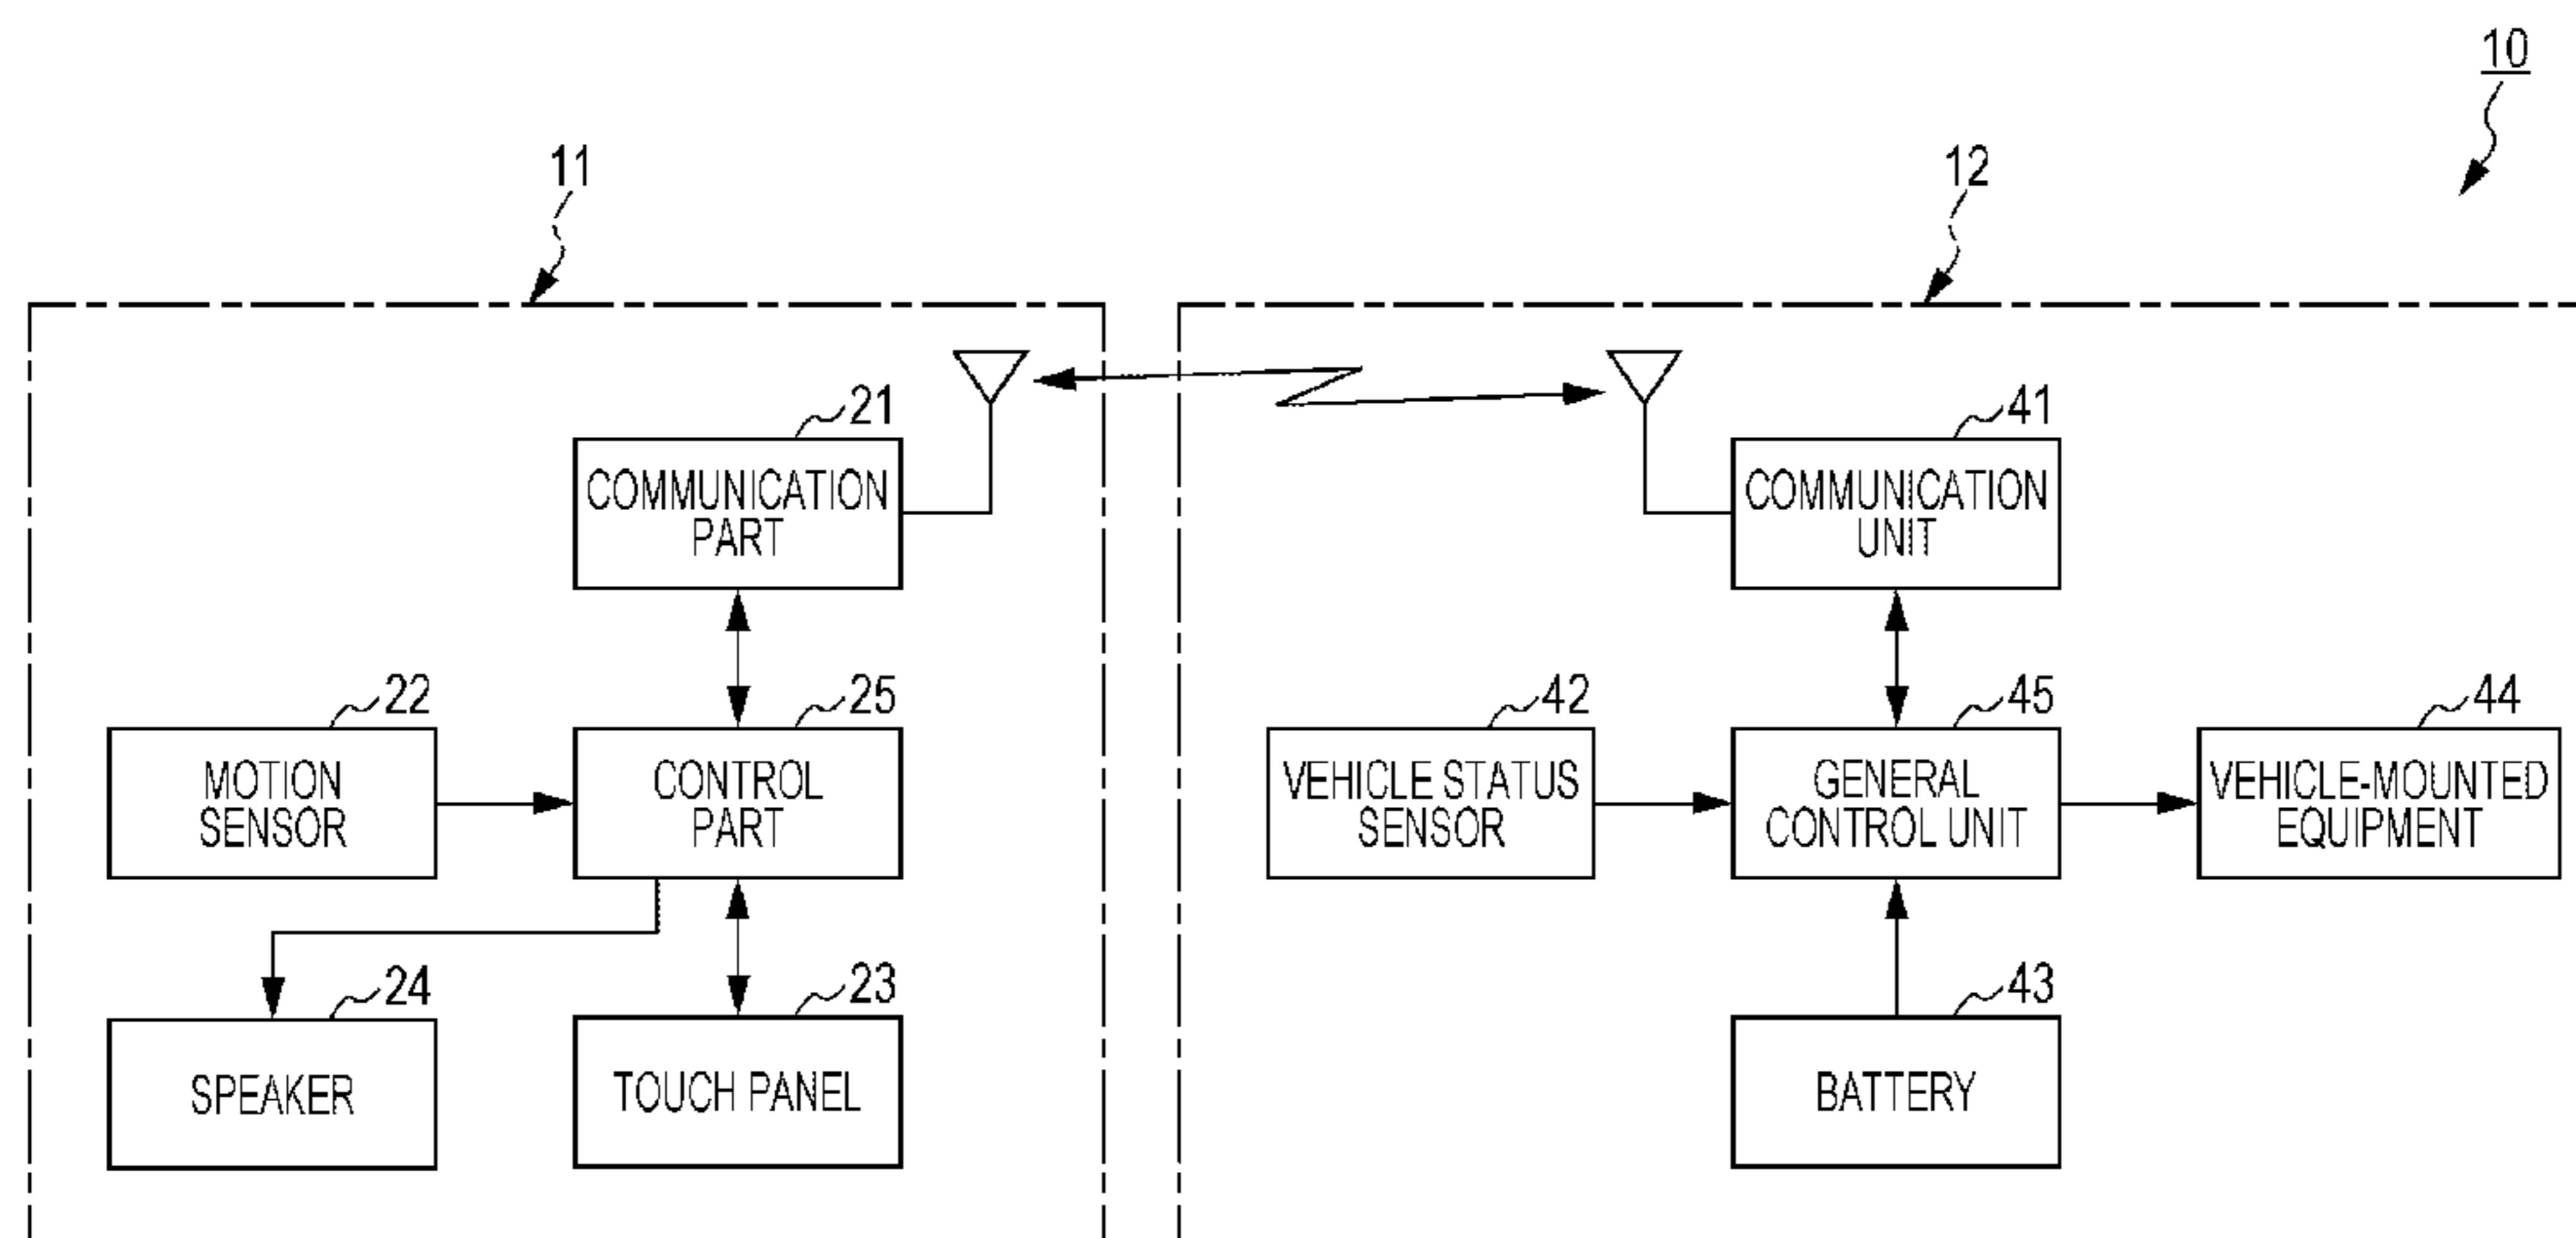 10
11
12
21
COMMUNICATION
PART
41
COMMUNICATION
UNIT
22
MOTION
SENSOR
25
CONTROL
PART
42
VEHICLE STATUS
SENSOR
45
GENERAL
CONTROL UNIT
44
VEHICLE-MOUNTED
EQUIPMENT
24
SPEAKER
23
TOUCH PANEL
43
BATTERY